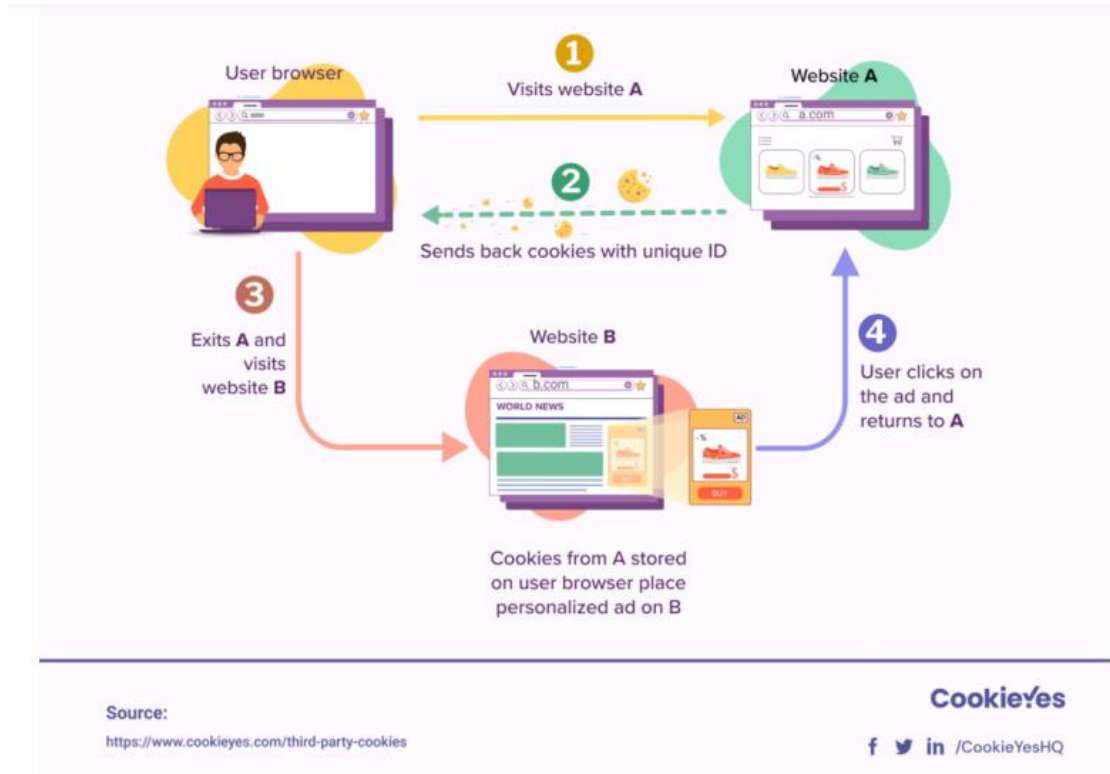 User browser
1
Visits website A
Website A
a.com
2
Sends back cookies with unique ID
3
Exits A and
visits
website B
Website B
b.com
WORLD NEWS
AD
- %
$
BUY
4
User clicks on
the ad and
returns to A
Cookies from A stored
on user browser place
personalized ad on B
Source:
https://www.cookieyes.com/third-party-cookies
CookieYes
f in /CookieYesHQ